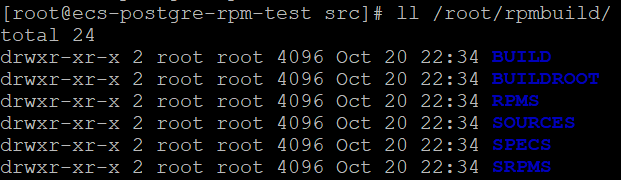 [root@ecs-postgre-rpm-test src]# ll /root/rpmbuild/
total 24
drwxr-xr-x 2 root root 4096 Oct 20 22:34 BUILD
drwxr-xr-x 2 root root 4096 Oct 20 22:34 BUILDROOT
drwxr-xr-x 2 root root 4096 Oct 20 22:34 RPMS
drwxr-xr-x 2 root root 4096 Oct 20 22:34 SOURCES
drwxr-xr-x 2 root root 4096 Oct 20 22:34 SPECS
drwxr-xr-x 2 root root 4096 Oct 20 22:34 SRPMS